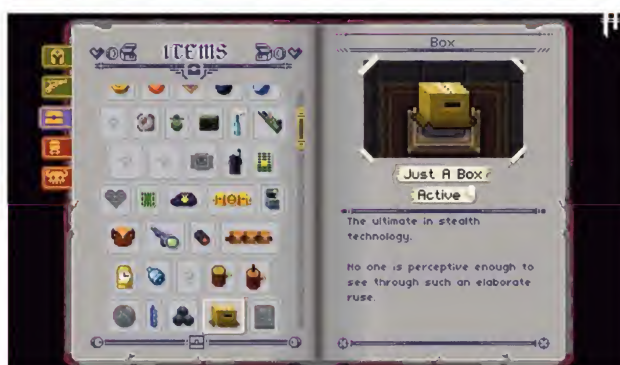 ITEMS
Box
Just A Box
Active
The ultimate in stealth
technology.
No one is perceptive enough to
see through such an elaborate
ruse.